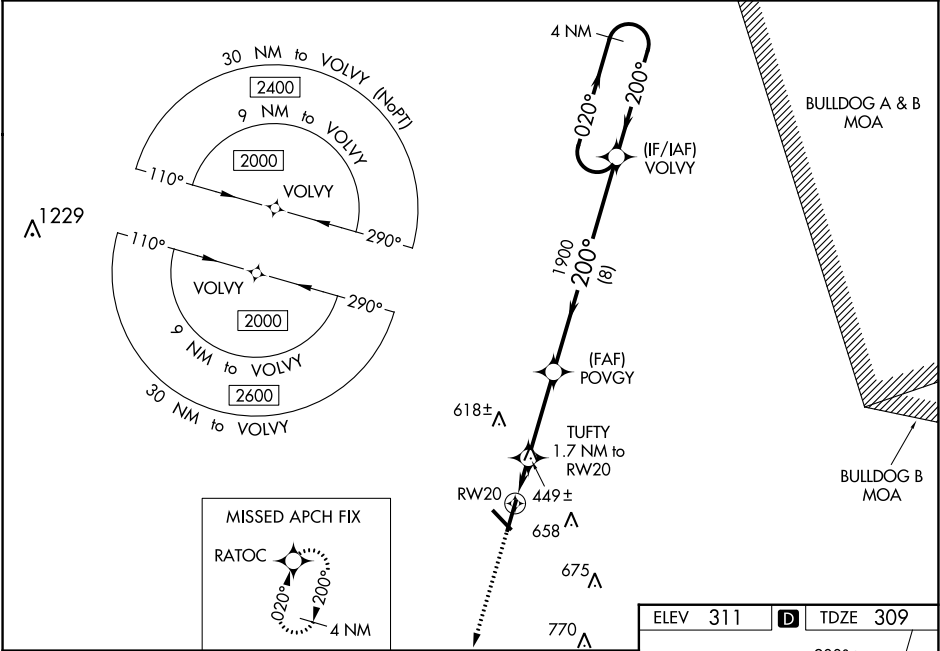 30 NM to VOLVY (NoPT)
2400
9 NM to VOLVY
2000
110°
VOLVY
290°
1229
110°
VOLVY
290°
2000
9 NM to VOLVY
2600
30 NM to VOLVY
4 NM
020°
200°
(IF/IAF)
VOLVY
BULLDOG A & B
MOA
1900
200°
(8)
(FAF)
POVGY
618±
TUFTY
1.7 NM to
RW20
RW20
449±
658
675
770
BULLDOG B
MOA
MISSED APCH FIX
RATOC
020°
200°
4 NM
ELEV 311 D TDZE 309